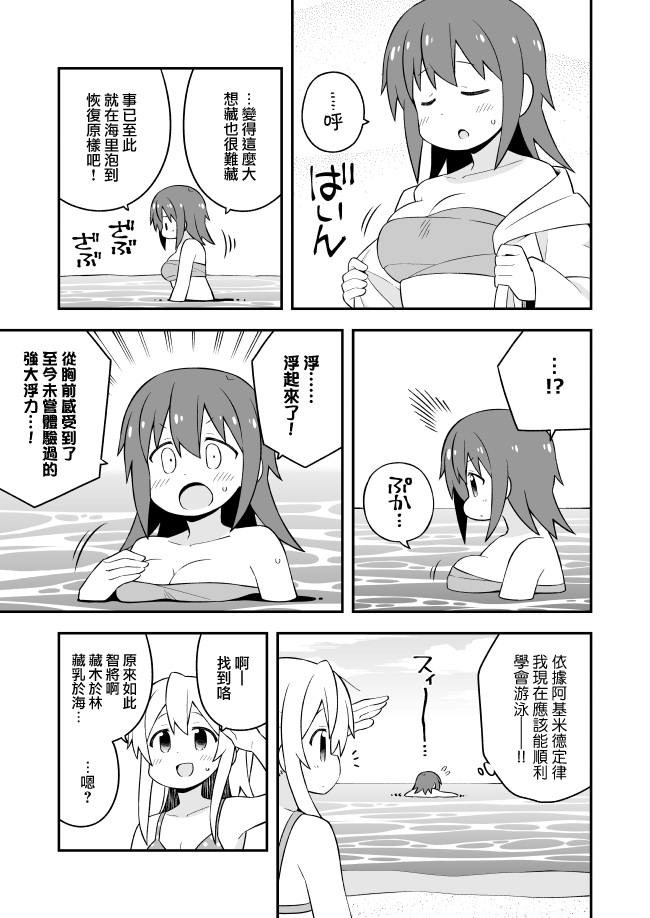 ……呼
ばいん
…變得這麼大
想藏也很難藏
事已至此
就在海里泡到
恢復原樣吧！
ざぶ
ざぶ
…!?
ぷか…
浮……
浮起來了！
從胸前感受到了
至今未嘗體驗過的
強大浮力…！
依據阿基米德定律
我現在應該能順利
學會游泳——!!
スィー…
啊—
找到咯
原來如此
智將啊
藏木於林
藏乳於海…
…嗯？